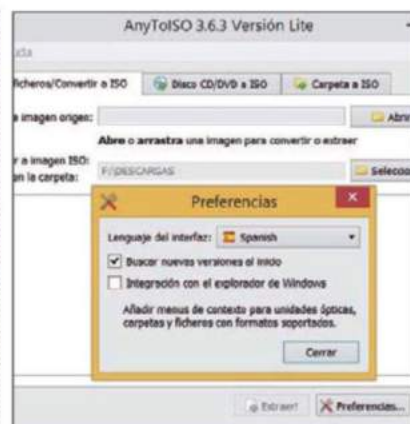 AnyToISO 3.6.3 Versión Lite
uda
ficheros/Convertir a ISO Disco CD/DVD a ISO Carpeta a ISO
a imagen origen: Abrir
Abre o arrastra una imagen para convertir o extraer
r a imagen ISO:
en la carpeta: F:\DESCARGAS Seleccio
Preferencias
Lenguaje del interfaz: Spanish
Buscar nuevas versiones al inicio
Integración con el explorador de Windows
Añadir menus de contexto para unidades ópticas,
carpetas y ficheros con formatos soportados.
Cerrar
Extraer! Preferencias...